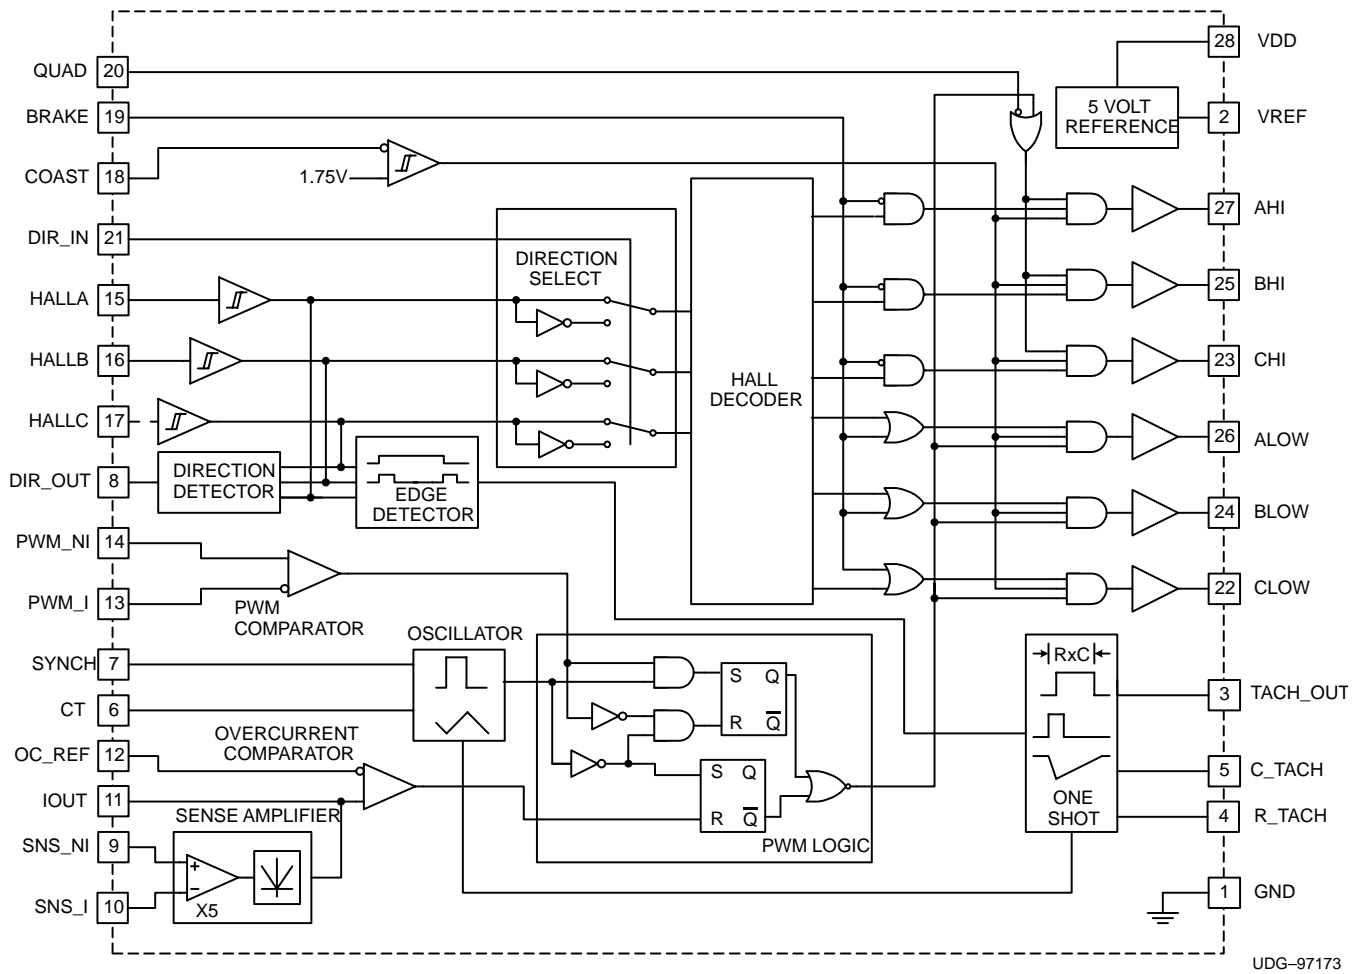 QUAD 20
BRAKE 19
COAST 18
1.75V
DIR_IN 21
HALLA 15
HALLB 16
HALLC 17
DIR_OUT 8
PWM_NI 14
PWM_I 13
SYNCH 7
CT 6
OC_REF 12
IOUT 11
SNS_NI 9
SNS_I 10
DIRECTION
SELECT
DIRECTION
DETECTOR
EDGE
DETECTOR
HALL
DECODER
PWM
COMPARATOR
OSCILLATOR
OVERCURRENT
COMPARATOR
SENSE AMPLIFIER
+
−
X5
S Q
R Q
S Q
R Q
PWM LOGIC
5 VOLT
REFERENCE
RxC
ONE
SHOT
28 VDD
2 VREF
27 AHI
25 BHI
23 CHI
26 ALOW
24 BLOW
22 CLOW
3 TACH_OUT
5 C_TACH
4 R_TACH
1 GND
UDG–97173